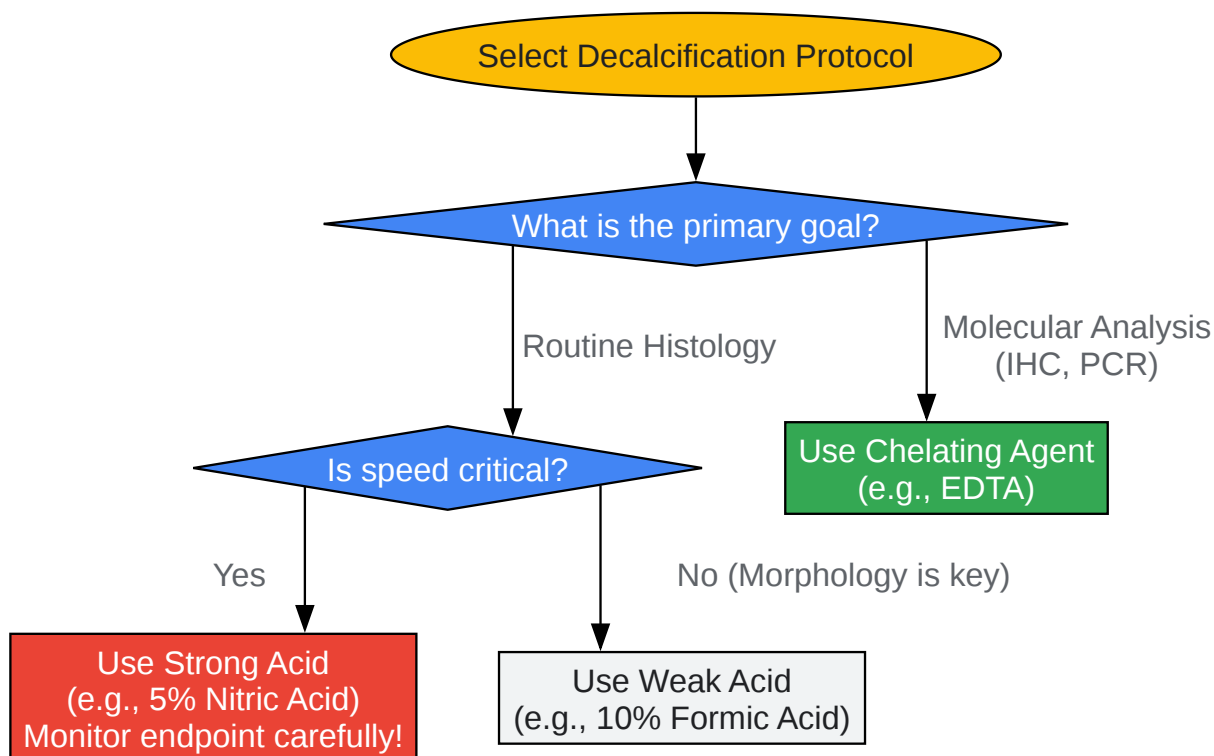 Select Decalcification Protocol
What is the primary goal?
Routine Histology
Molecular Analysis
(IHC, PCR)
Use Chelating Agent
(e.g., EDTA)
Is speed critical?
Yes
No (Morphology is key)
Use Strong Acid
(e.g., 5% Nitric Acid)
Monitor endpoint carefully!
Use Weak Acid
(e.g., 10% Formic Acid)